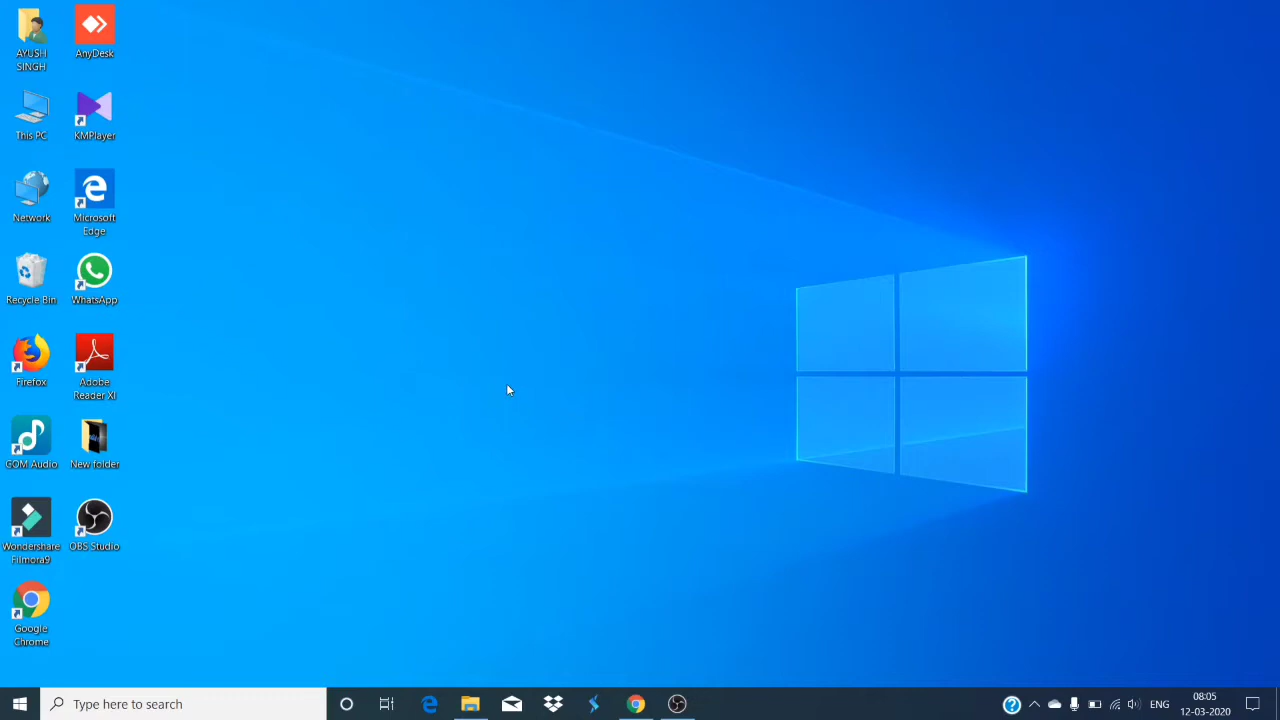 AYUSH
SINGH
AnyDesk
This PC
KMPlayer
Network
Microsoft
Edge
Recycle Bin
WhatsApp
Firefox
Adobe
Reader XI
GOM Audio
New folder
Wondershare
Filmora9
OBS Studio
Google
Chrome
Type here to search
ENG
08:05
12-03-2020